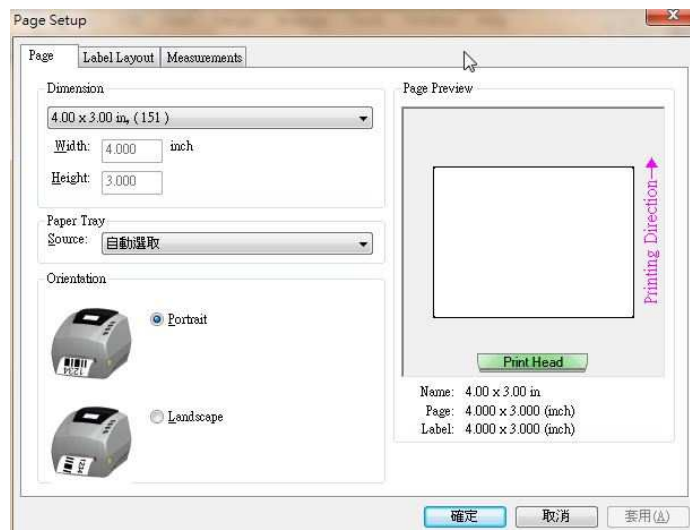 Page Setup
Page
Label Layout
Measurements
Dimension
4.00 x 3.00 in, ( 151 )
Width: 4.000 inch
Height: 3.000
Paper Tray
Source: 自動選取
Orientation
Portrait
1234
Landscape
1234
Page Preview
Printing Direction
Print Head
Name: 4.00 x 3.00 in
Page: 4.000 x 3.000 (inch)
Label: 4.000 x 3.000 (inch)
確定
取消
套用(A)